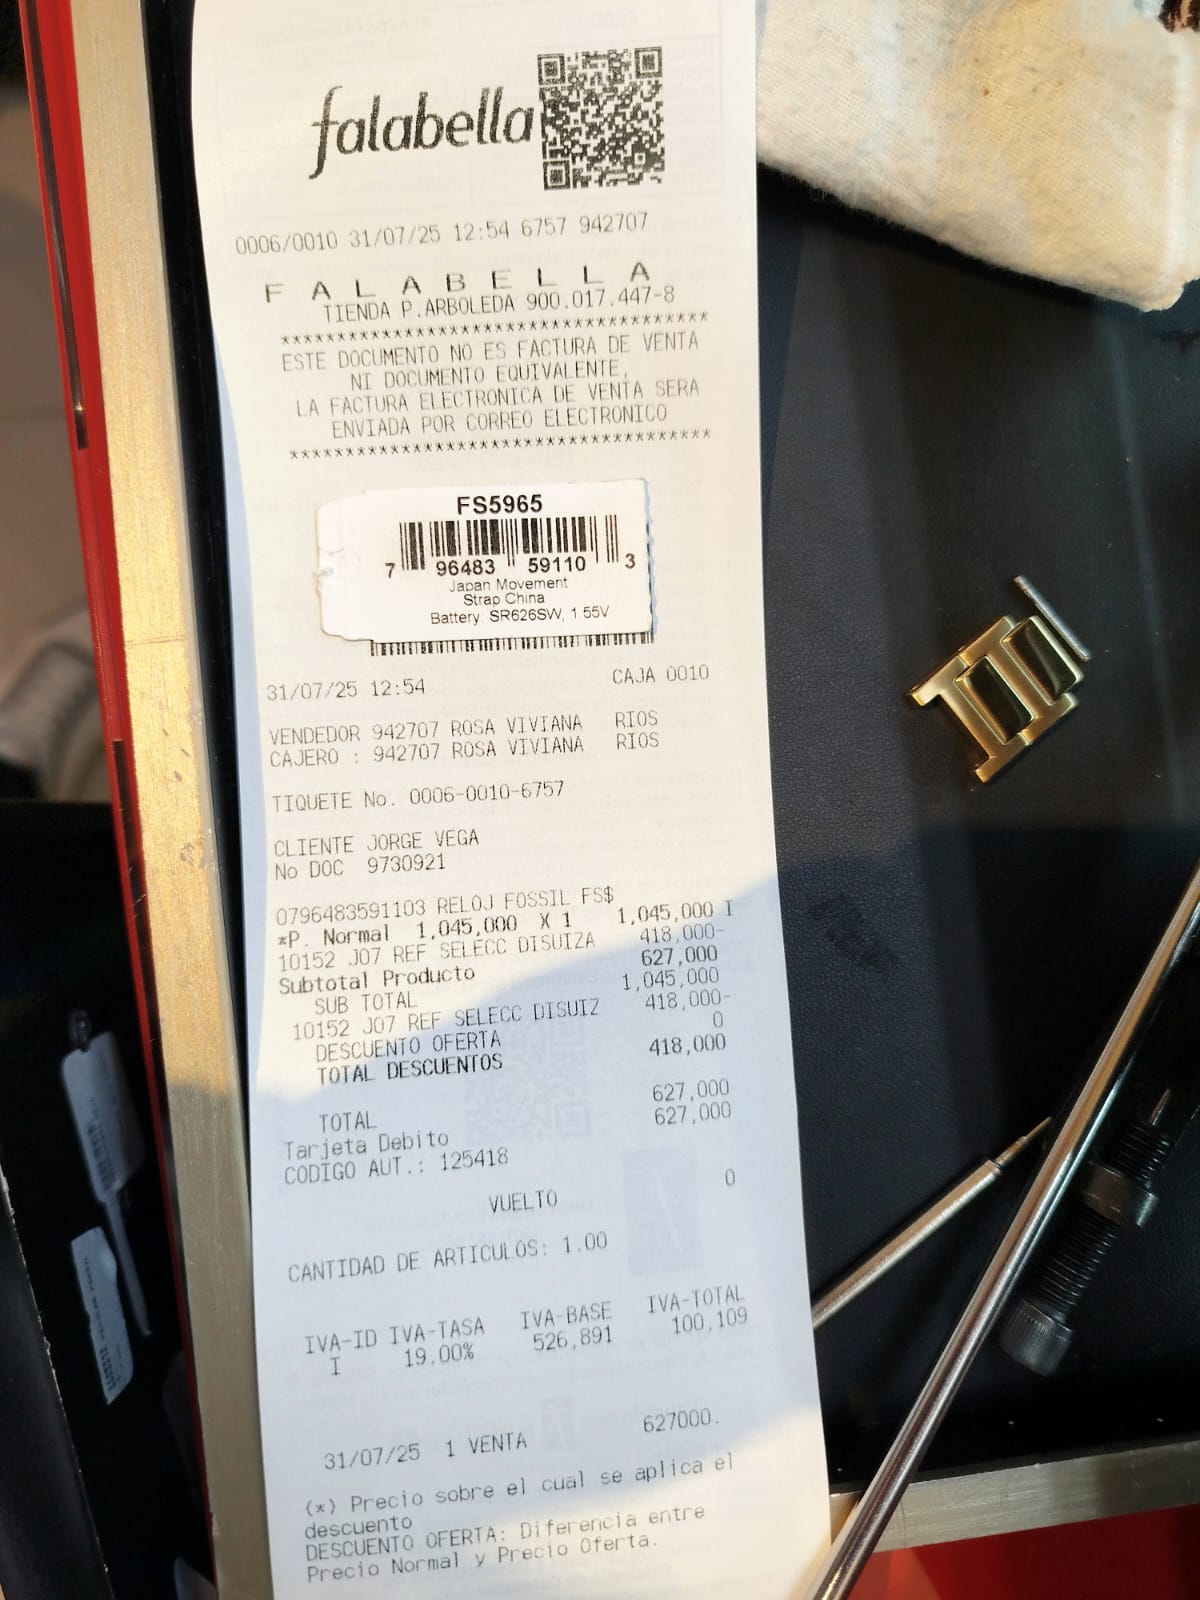 falabella
0006/0010 31/07/25 12:54 6757 942707
F A L A B E L L A
TIENDA P.ARBOLEDA 900.017.447-8
**************************************
ESTE DOCUMENTO NO ES FACTURA DE VENTA
NI DOCUMENTO EQUIVALENTE,
LA FACTURA ELECTRONICA DE VENTA SERA
ENVIADA POR CORREO ELECTRONICO
**************************************
FS5965
7 96483 59110 3
Japan Movement
Strap China
Battery: SR626SW, 1.55V
31/07/25 12:54 CAJA 0010
VENDEDOR 942707 ROSA VIVIANA RIOS
CAJERO : 942707 ROSA VIVIANA RIOS
TIQUETE No. 0006-0010-6757
CLIENTE JORGE VEGA
No DOC 9730921
0796483591103 RELOJ FOSSIL FS$
*P. Normal 1,045,000 X 1 1,045,000 I
10152 J07 REF SELECC DISUIZA 418,000-
Subtotal Producto 627,000
SUB TOTAL 1,045,000
10152 J07 REF SELECC DISUIZ 418,000-
DESCUENTO OFERTA 0
TOTAL DESCUENTOS 418,000
TOTAL 627,000
Tarjeta Debito 627,000
CODIGO AUT.: 125418
VUELTO 0
CANTIDAD DE ARTICULOS: 1.00
IVA-ID IVA-TASA IVA-BASE IVA-TOTAL
I 19.00% 526,891 100,109
31/07/25 1 VENTA 627000.
(*) Precio sobre el cual se aplica el
descuento
DESCUENTO OFERTA: Diferencia entre
Precio Normal y Precio Oferta.